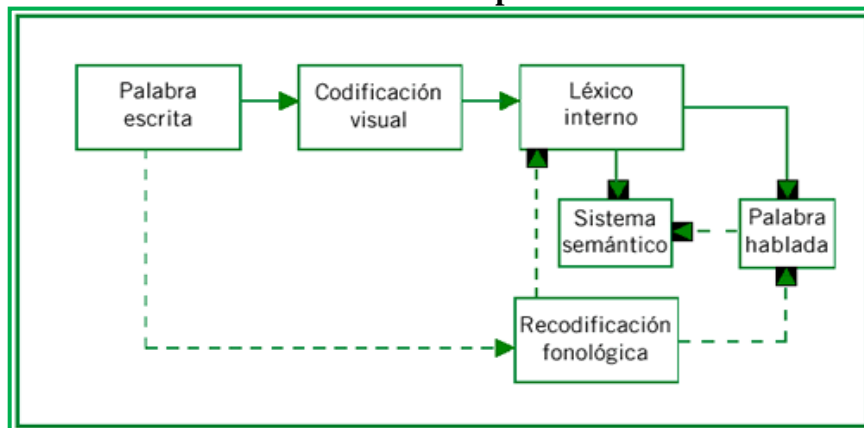 Palabra
escrita
Codificación
visual
Léxico
interno
Sistema
semántico
Palabra
hablada
Recodificación
fonológica